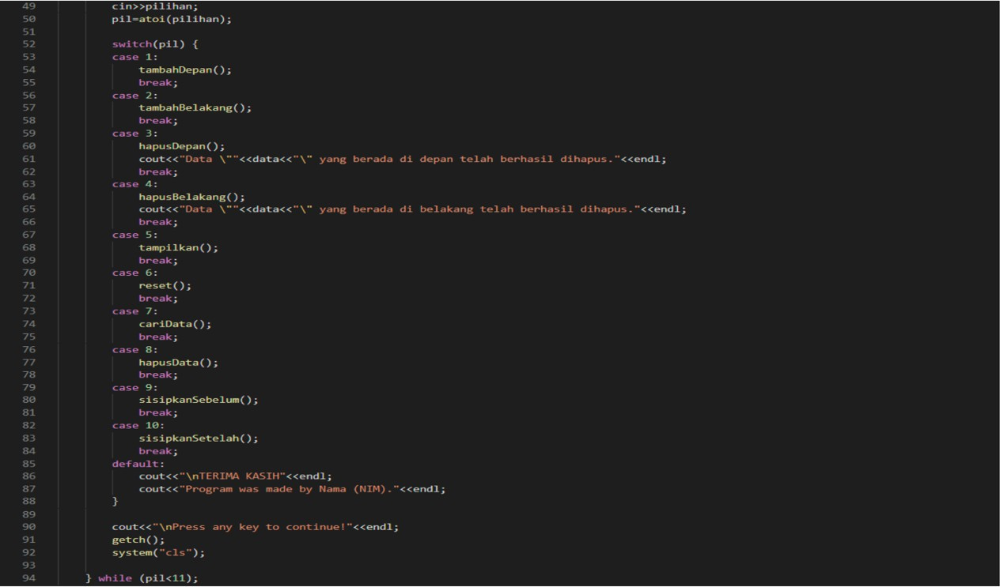 49 cin>>pilihan;
50 pil=atoi(pilihan);
51
52 switch(pil) {
53 case 1:
54 tambahDepan();
55 break;
56 case 2:
57 tambahBelakang();
58 break;
59 case 3:
60 hapusDepan();
61 cout<<"Data \""<<data<<"\" yang berada di depan telah berhasil dihapus."<<endl;
62 break;
63 case 4:
64 hapusBelakang();
65 cout<<"Data \""<<data<<"\" yang berada di belakang telah berhasil dihapus."<<endl;
66 break;
67 case 5:
68 tampilkan();
69 break;
70 case 6:
71 reset();
72 break;
73 case 7:
74 cariData();
75 break;
76 case 8:
77 hapusData();
78 break;
79 case 9:
80 sisipkanSebelum();
81 break;
82 case 10:
83 sisipkanSetelah();
84 break;
85 default:
86 cout<<"\nTERIMA KASIH"<<endl;
87 cout<<"Program was made by Nama (NIM)."<<endl;
88 }
89
90 cout<<"\nPress any key to continue!"<<endl;
91 getch();
92 system("cls");
93
94 } while (pil<11);